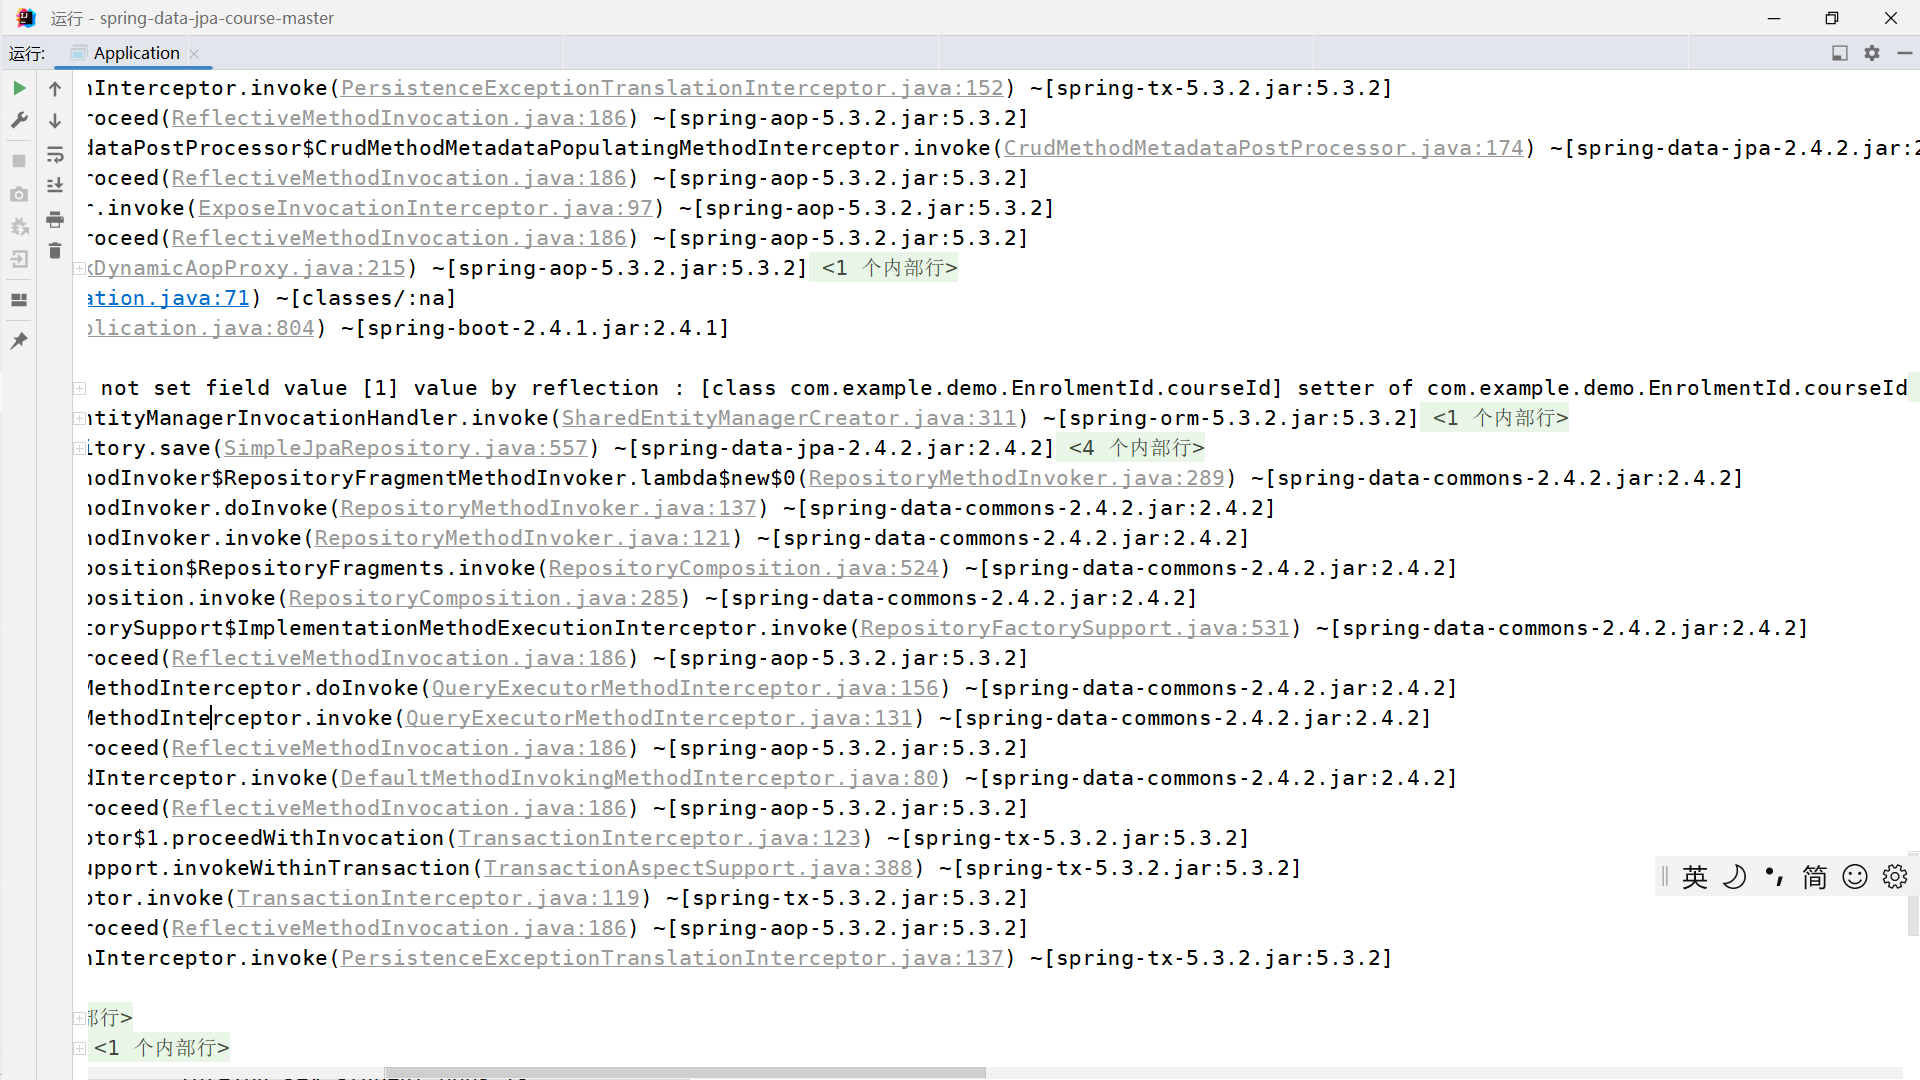 运行 - spring-data-jpa-course-master
运行: Application
nInterceptor.invoke(PersistenceExceptionTranslationInterceptor.java:152) ~[spring-tx-5.3.2.jar:5.3.2]
roceed(ReflectiveMethodInvocation.java:186) ~[spring-aop-5.3.2.jar:5.3.2]
dataPostProcessor$CrudMethodMetadataPopulatingMethodInterceptor.invoke(CrudMethodMetadataPostProcessor.java:174) ~[spring-data-jpa-2.4.2.jar:2
roceed(ReflectiveMethodInvocation.java:186) ~[spring-aop-5.3.2.jar:5.3.2]
r.invoke(ExposeInvocationInterceptor.java:97) ~[spring-aop-5.3.2.jar:5.3.2]
roceed(ReflectiveMethodInvocation.java:186) ~[spring-aop-5.3.2.jar:5.3.2]
kDynamicAopProxy.java:215) ~[spring-aop-5.3.2.jar:5.3.2] <1 个内部行>
ation.java:71) ~[classes/:na]
plication.java:804) ~[spring-boot-2.4.1.jar:2.4.1]
not set field value [1] value by reflection : [class com.example.demo.EnrolmentId.courseId] setter of com.example.demo.EnrolmentId.courseId
ntityManagerInvocationHandler.invoke(SharedEntityManagerCreator.java:311) ~[spring-orm-5.3.2.jar:5.3.2] <1 个内部行>
itory.save(SimpleJpaRepository.java:557) ~[spring-data-jpa-2.4.2.jar:2.4.2] <4 个内部行>
hodInvoker$RepositoryFragmentMethodInvoker.lambda$new$0(RepositoryMethodInvoker.java:289) ~[spring-data-commons-2.4.2.jar:2.4.2]
hodInvoker.doInvoke(RepositoryMethodInvoker.java:137) ~[spring-data-commons-2.4.2.jar:2.4.2]
hodInvoker.invoke(RepositoryMethodInvoker.java:121) ~[spring-data-commons-2.4.2.jar:2.4.2]
position$RepositoryFragments.invoke(RepositoryComposition.java:524) ~[spring-data-commons-2.4.2.jar:2.4.2]
position.invoke(RepositoryComposition.java:285) ~[spring-data-commons-2.4.2.jar:2.4.2]
torySupport$ImplementationMethodExecutionInterceptor.invoke(RepositoryFactorySupport.java:531) ~[spring-data-commons-2.4.2.jar:2.4.2]
roceed(ReflectiveMethodInvocation.java:186) ~[spring-aop-5.3.2.jar:5.3.2]
MethodInterceptor.doInvoke(QueryExecutorMethodInterceptor.java:156) ~[spring-data-commons-2.4.2.jar:2.4.2]
MethodInterceptor.invoke(QueryExecutorMethodInterceptor.java:131) ~[spring-data-commons-2.4.2.jar:2.4.2]
roceed(ReflectiveMethodInvocation.java:186) ~[spring-aop-5.3.2.jar:5.3.2]
dInterceptor.invoke(DefaultMethodInvokingMethodInterceptor.java:80) ~[spring-data-commons-2.4.2.jar:2.4.2]
roceed(ReflectiveMethodInvocation.java:186) ~[spring-aop-5.3.2.jar:5.3.2]
ptor$1.proceedWithInvocation(TransactionInterceptor.java:123) ~[spring-tx-5.3.2.jar:5.3.2]
upport.invokeWithinTransaction(TransactionAspectSupport.java:388) ~[spring-tx-5.3.2.jar:5.3.2]
英 简
ptor.invoke(TransactionInterceptor.java:119) ~[spring-tx-5.3.2.jar:5.3.2]
roceed(ReflectiveMethodInvocation.java:186) ~[spring-aop-5.3.2.jar:5.3.2]
nInterceptor.invoke(PersistenceExceptionTranslationInterceptor.java:137) ~[spring-tx-5.3.2.jar:5.3.2]
部行>
<1 个内部行>